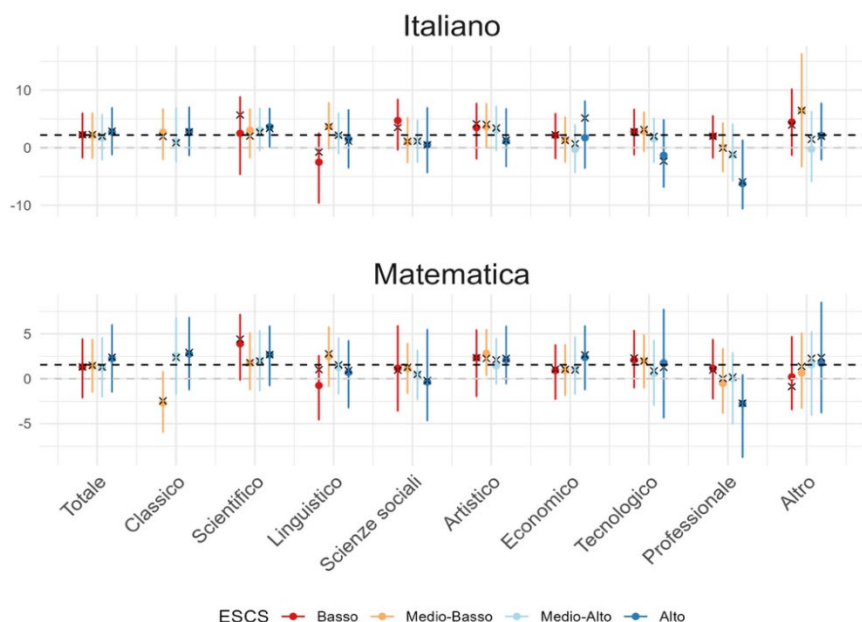 Italiano
10
0
-10
Matematica
5
0
-5
Totale
Classico
Scientifico
Linguistico
Scienze sociali
Artistico
Economico
Tecnologico
Professionale
Altro
ESCS Basso Medio-Basso Medio-Alto Alto